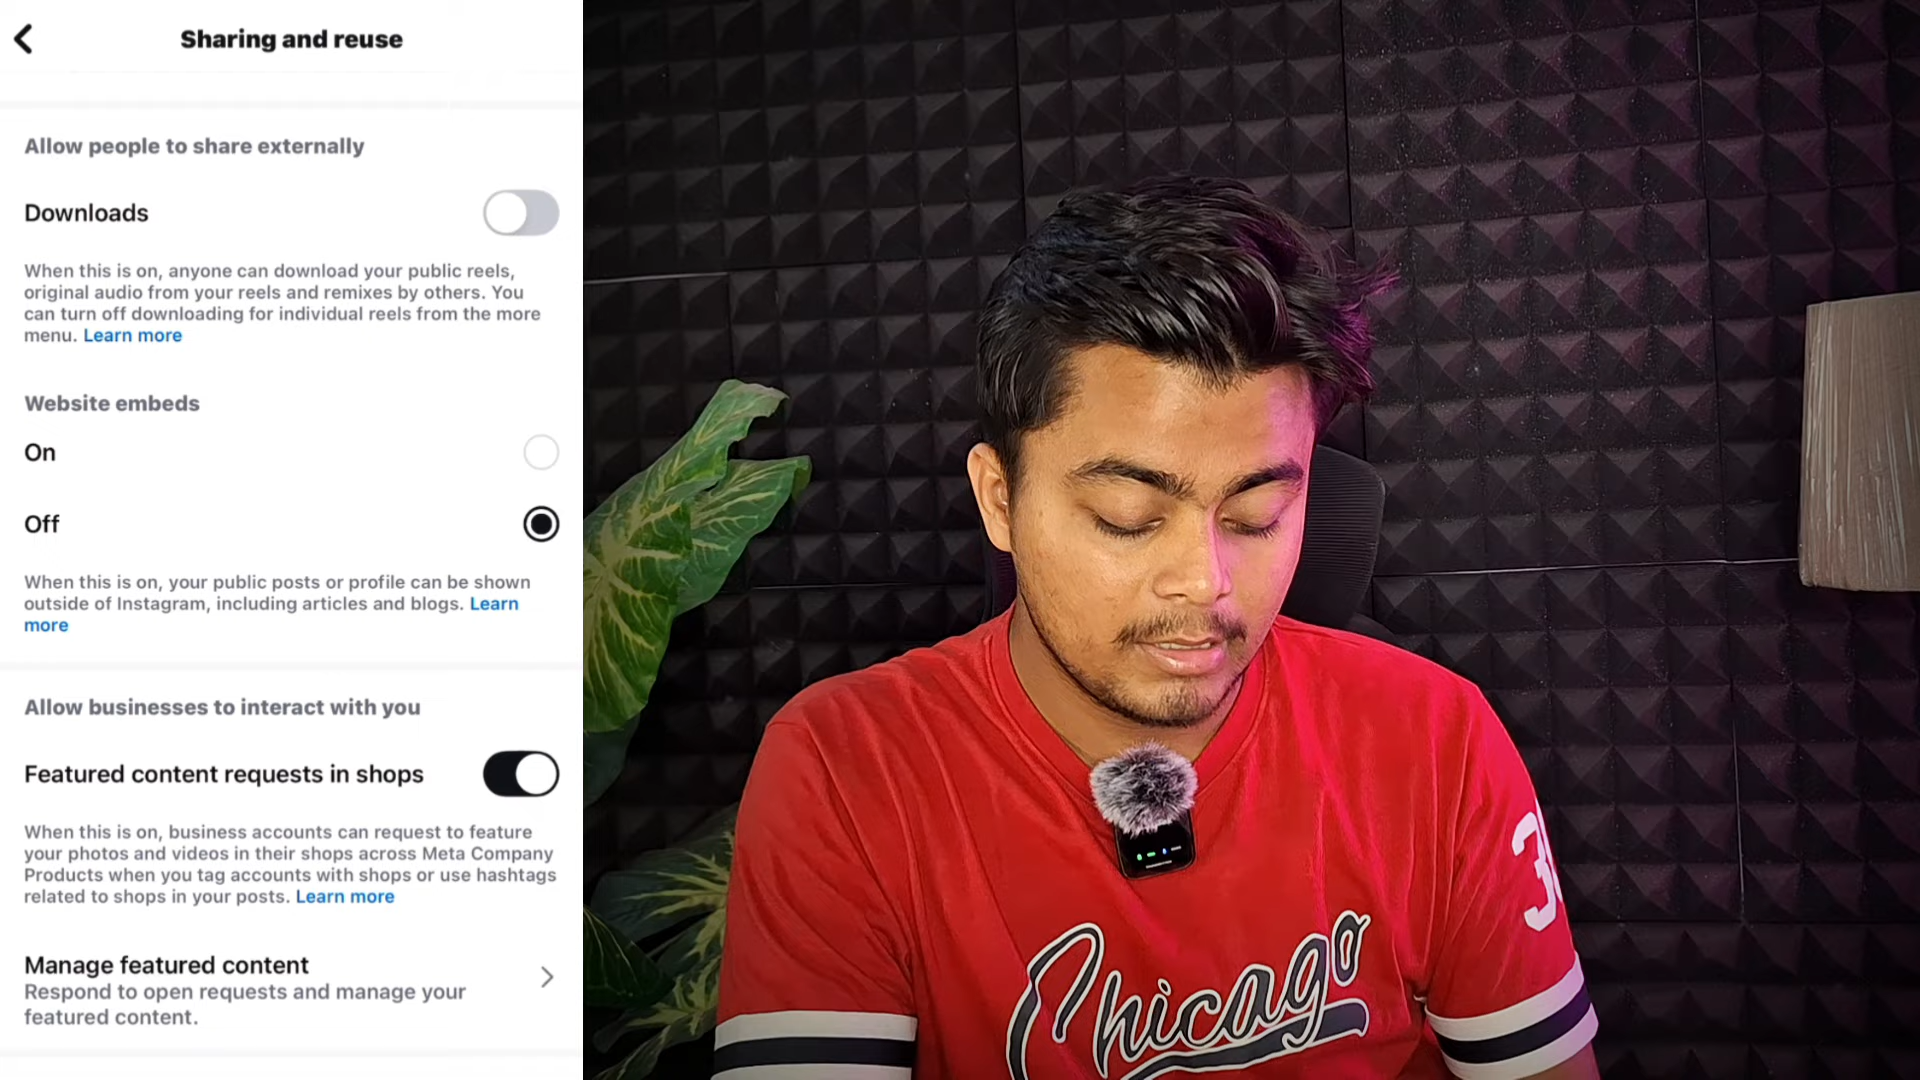 Sharing and reuse
Allow people to share externally
Downloads
When this is on, anyone can download your public reels,
original audio from your reels and remixes by others. You
can turn off downloading for individual reels from the more
menu. Learn more
Website embeds
On
Off
When this is on, your public posts or profile can be shown
outside of Instagram, including articles and blogs. Learn
more
Allow businesses to interact with you
Featured content requests in shops
When this is on, business accounts can request to feature
your photos and videos in their shops across Meta Company
Products when you tag accounts with shops or use hashtags
related to shops in your posts. Learn more
Manage featured content
Respond to open requests and manage your
featured content.
Chicago